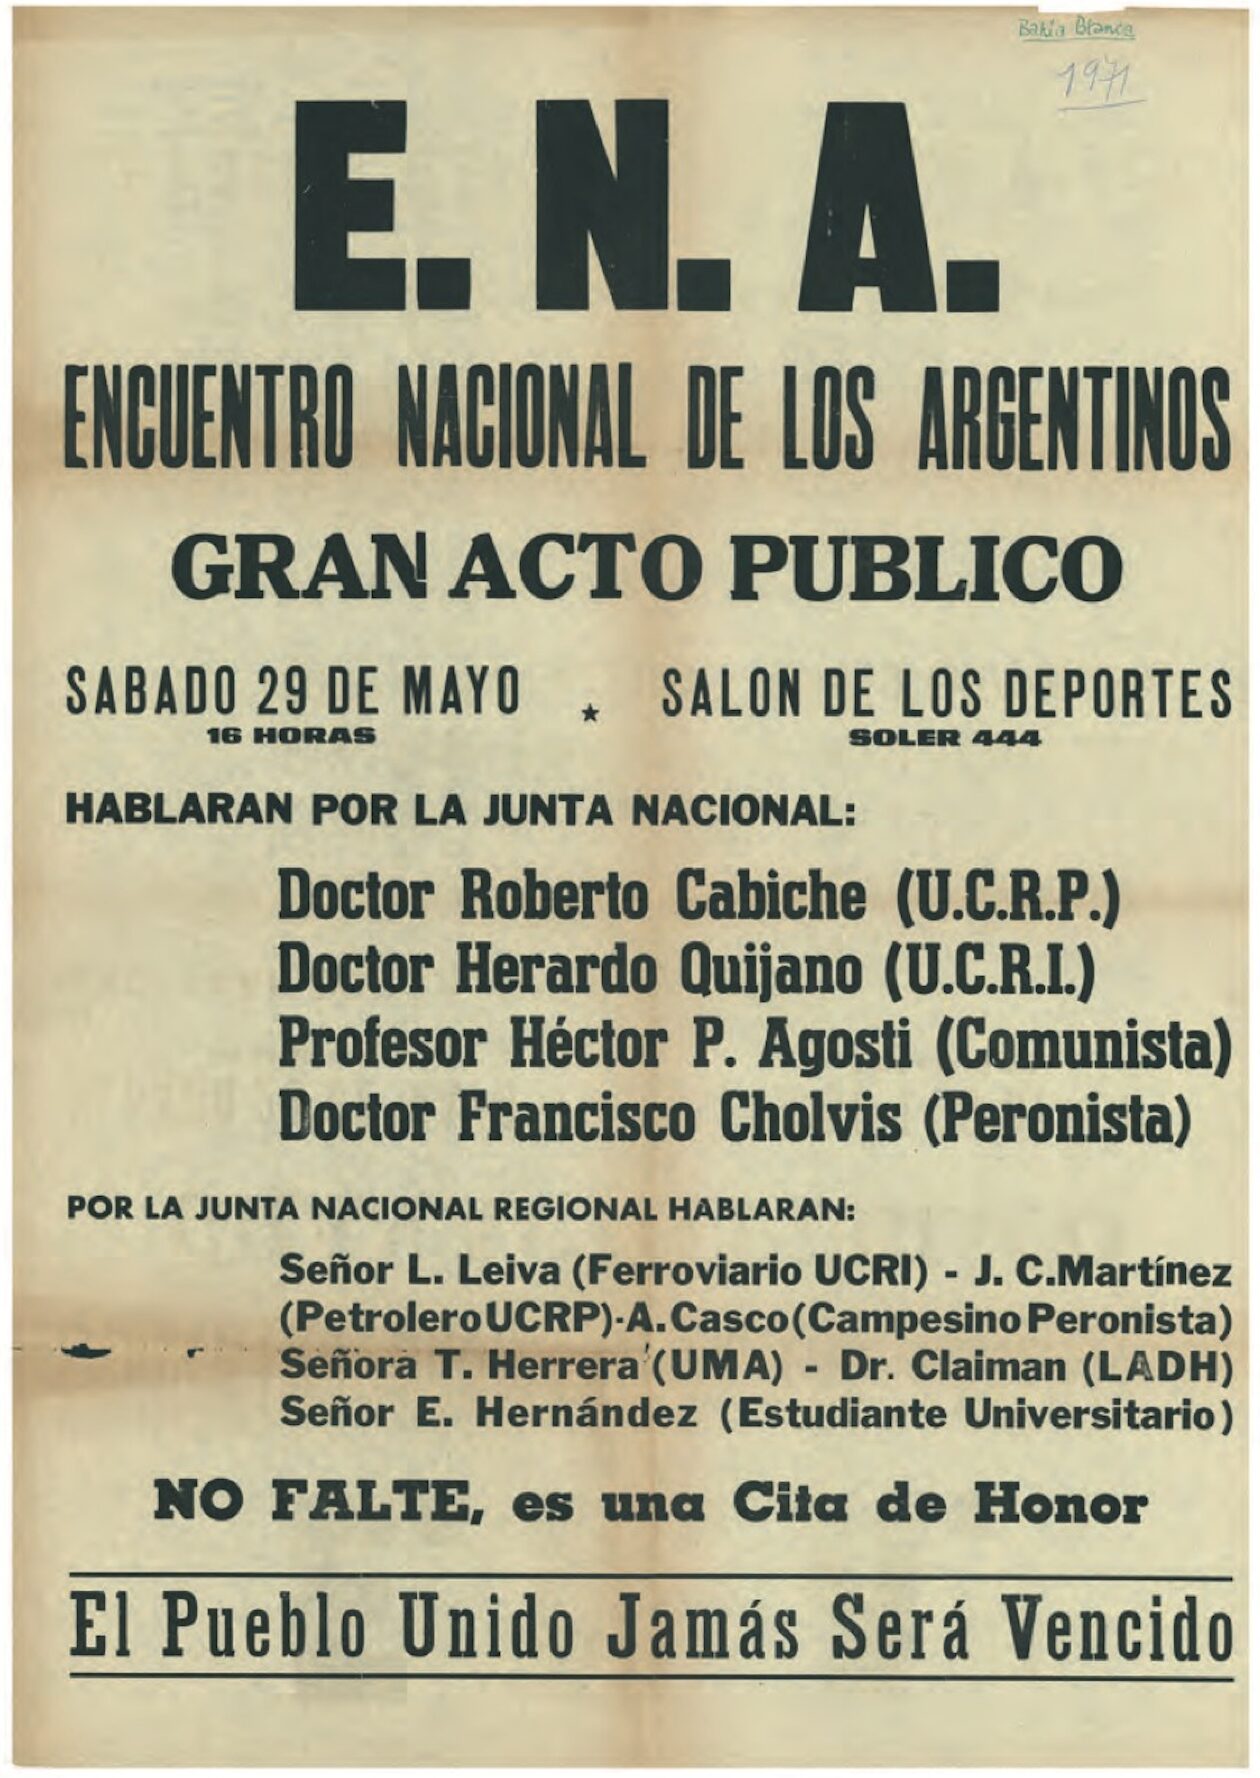 Bahía Blanca
1971
E. N. A.
ENCUENTRO NACIONAL DE LOS ARGENTINOS
GRAN ACTO PUBLICO
SABADO 29 DE MAYO ★ SALON DE LOS DEPORTES
16 HORAS SOLER 444
HABLARAN POR LA JUNTA NACIONAL:
Doctor Roberto Cabiche (U.C.R.P.)
Doctor Herardo Quijano (U.C.R.I.)
Profesor Héctor P. Agosti (Comunista)
Doctor Francisco Cholvis (Peronista)
POR LA JUNTA NACIONAL REGIONAL HABLARAN:
Señor L. Leiva (Ferroviario UCRI) - J. C.Martínez
(Petrolero UCRP)-A. Casco (Campesino Peronista)
Señora T. Herrera (UMA) - Dr. Claiman (LADH)
Señor E. Hernández (Estudiante Universitario)
NO FALTE, es una Cita de Honor
El Pueblo Unido Jamás Será Vencido